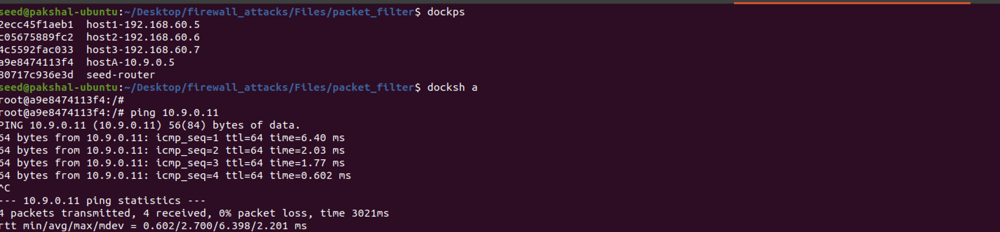 seed@pakshal-ubuntu:~/Desktop/firewall_attacks/Files/packet_filter$ dockps
2ecc45f1aeb1  host1-192.168.60.5
c05675889fc2  host2-192.168.60.6
4c5592fac033  host3-192.168.60.7
a9e8474113f4  hostA-10.9.0.5
80717c936e3d  seed-router
seed@pakshal-ubuntu:~/Desktop/firewall_attacks/Files/packet_filter$ docksh a
root@a9e8474113f4:/#
root@a9e8474113f4:/# ping 10.9.0.11
PING 10.9.0.11 (10.9.0.11) 56(84) bytes of data.
64 bytes from 10.9.0.11: icmp_seq=1 ttl=64 time=6.40 ms
64 bytes from 10.9.0.11: icmp_seq=2 ttl=64 time=2.03 ms
64 bytes from 10.9.0.11: icmp_seq=3 ttl=64 time=1.77 ms
64 bytes from 10.9.0.11: icmp_seq=4 ttl=64 time=0.602 ms
^C
--- 10.9.0.11 ping statistics ---
4 packets transmitted, 4 received, 0% packet loss, time 3021ms
rtt min/avg/max/mdev = 0.602/2.700/6.398/2.201 ms